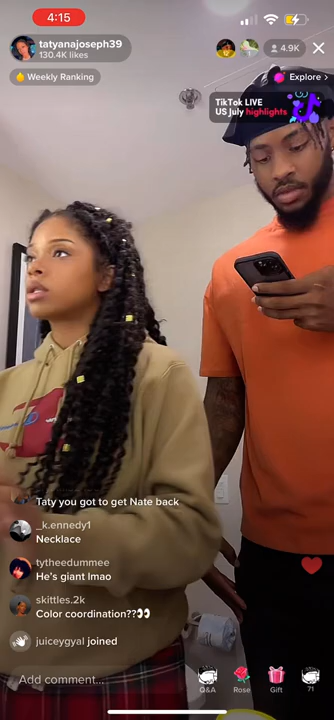 4:15
tatyanajoseph39
130.4K likes
4.9K
Weekly Ranking
Explore >
TikTok LIVE
US July highlights
Taty you got to get Nate back
_k.ennedy1
Necklace
tytheedummee
He's giant lmao
skittles.2k
Color coordination??👀
juiceygyal joined
Add comment...
Q&A
Rose
Gift
71